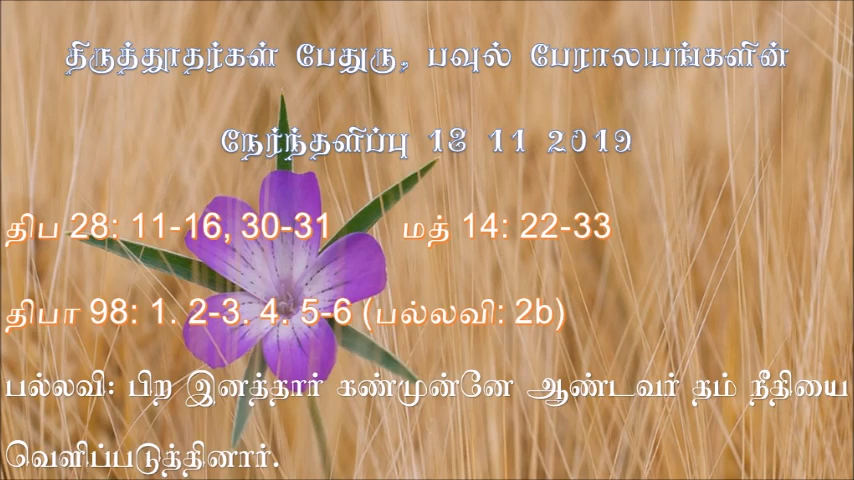 திருத்தூதர்கள் பேதுரு, பவுல் பேராலயங்களின்
நேர்ந்தளிப்பு 18 11 2019
திப 28: 11-16, 30-31 மத் 14: 22-33
திபா 98: 1. 2-3. 4. 5-6 (பல்லவி: 2b)
பல்லவி: பிற இனத்தார் கண்முன்னே ஆண்டவர் தம் நீதியை
வெளிப்படுத்தினார்.